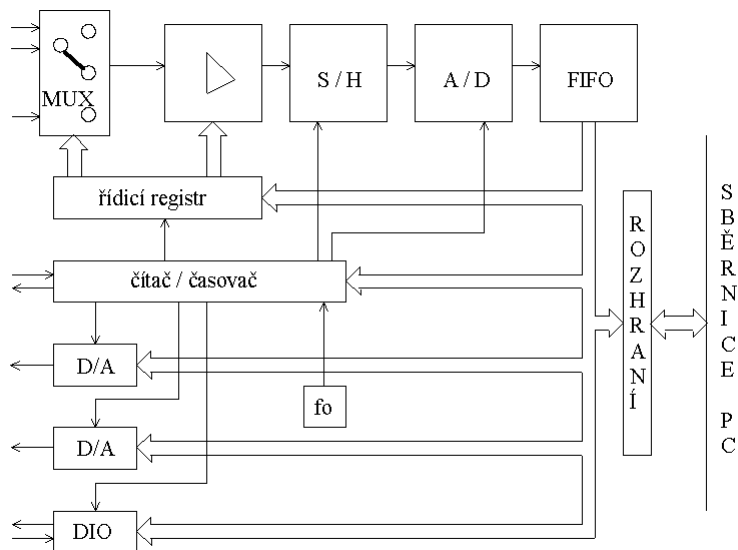 MUX
S / H
A / D
FIFO
řídicí registr
čítač / časovač
D/A
fo
D/A
DIO
ROZHRANÍ
SBĚRNICE PC